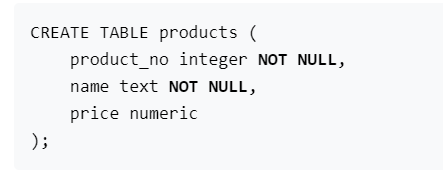 CREATE TABLE products (
    product_no integer NOT NULL,
    name text NOT NULL,
    price numeric
);